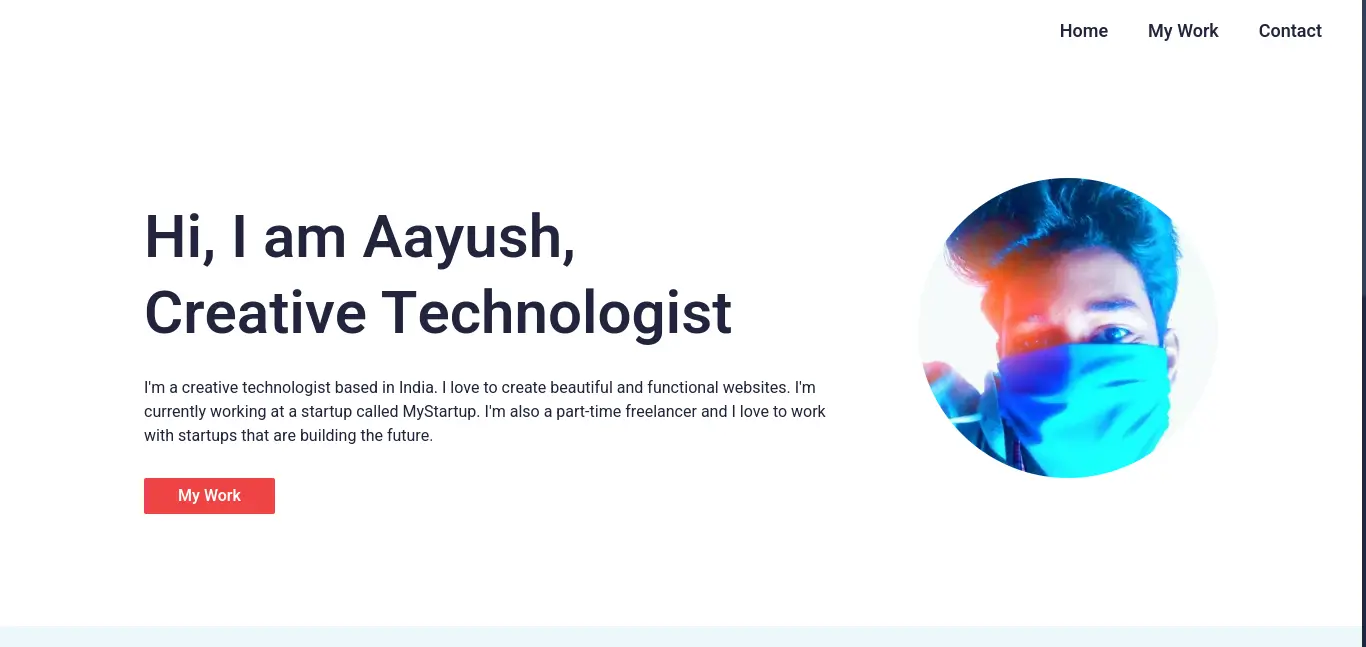 Home My Work Contact
Hi, I am Aayush,
Creative Technologist
I'm a creative technologist based in India. I love to create beautiful and functional websites. I'm
currently working at a startup called MyStartup. I'm also a part-time freelancer and I love to work
with startups that are building the future.
My Work